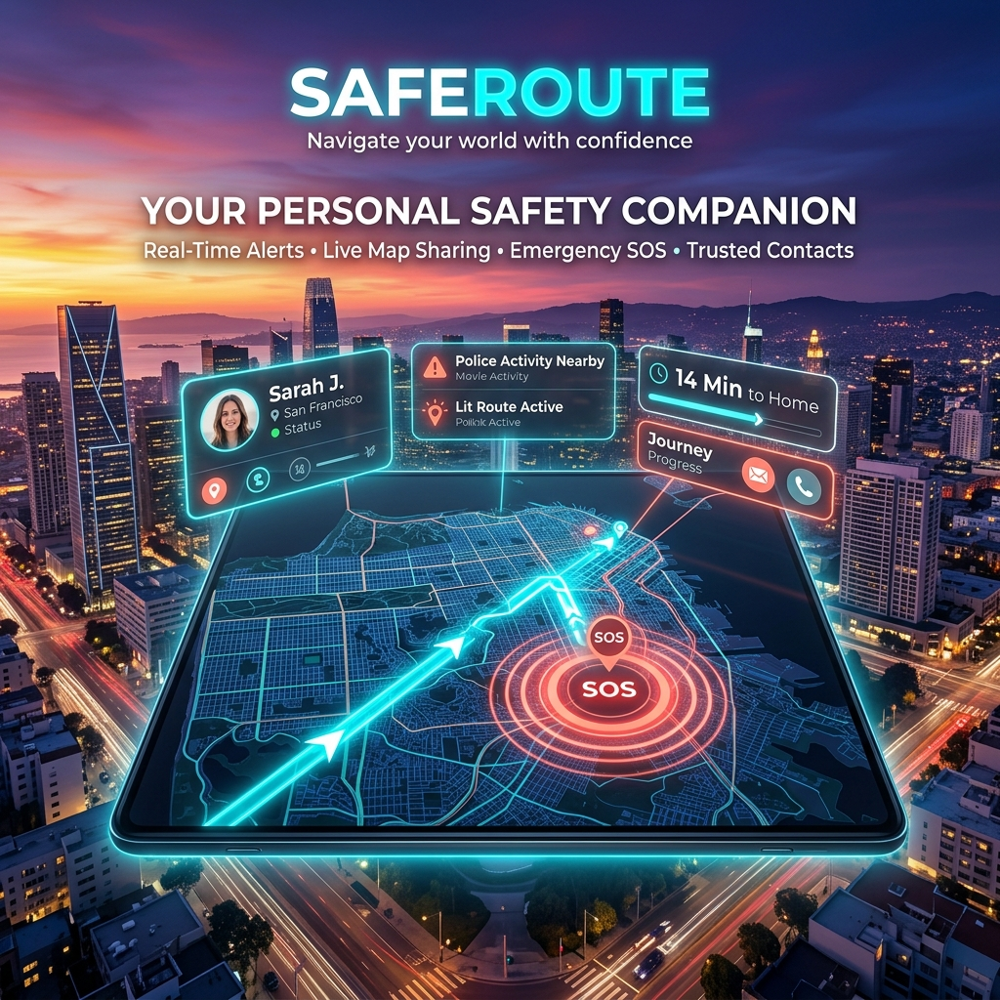 SAFEROUTE
Navigate your world with confidence
YOUR PERSONAL SAFETY COMPANION
Real-Time Alerts • Live Map Sharing • Emergency SOS • Trusted Contacts
Sarah J.
San Francisco
Status
Police Activity Nearby
Movle Activity
Lit Route Active
Active
14 Min to Home
Journey
Progress
SOS
SOS